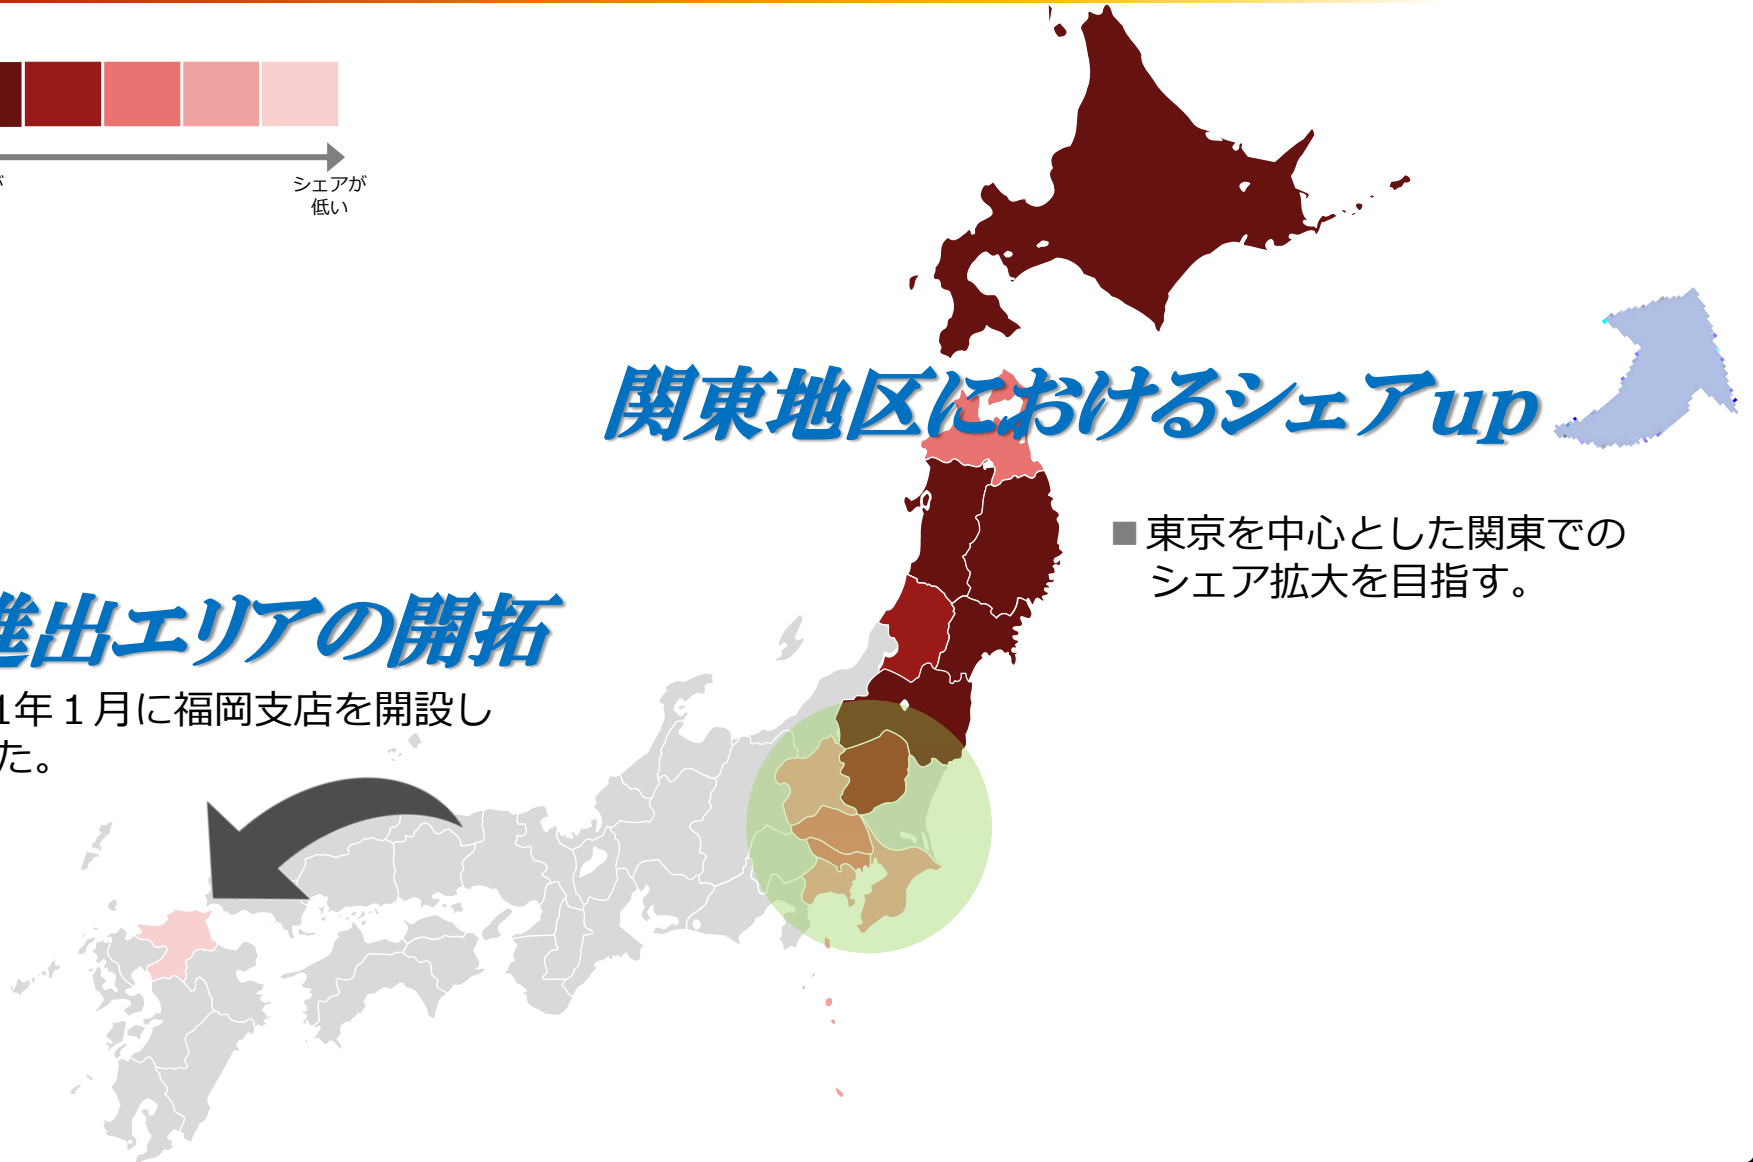 が
シェアが
低い
関東地区におけるシェアup
■東京を中心とした関東での
シェア拡大を目指す。
進出エリアの開拓
1年１月に福岡支店を開設し
た。